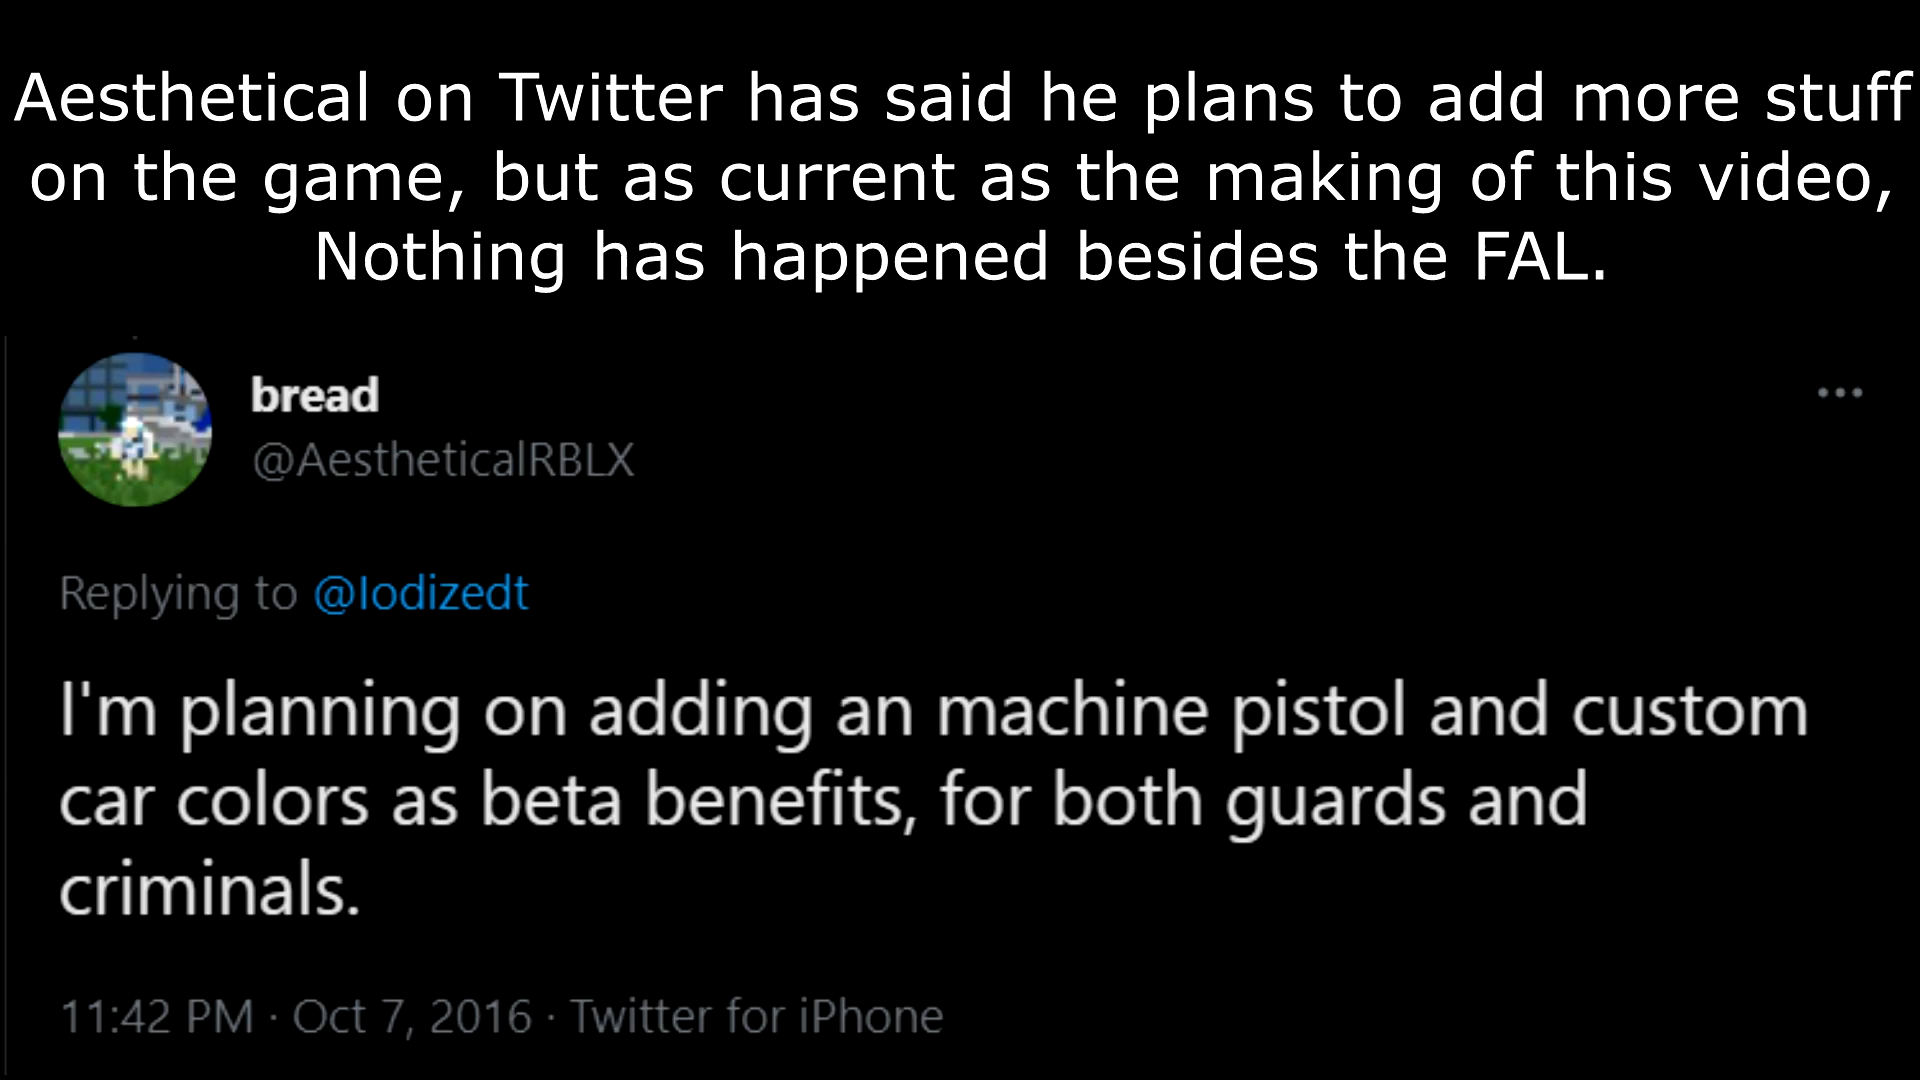 Aesthetical on Twitter has said he plans to add more stuff
on the game, but as current as the making of this video,
Nothing has happened besides the FAL.
bread
@AestheticalRBLX
Replying to @Iodizedt
I'm planning on adding an machine pistol and custom
car colors as beta benefits, for both guards and
criminals.
11:42 PM · Oct 7, 2016 · Twitter for iPhone